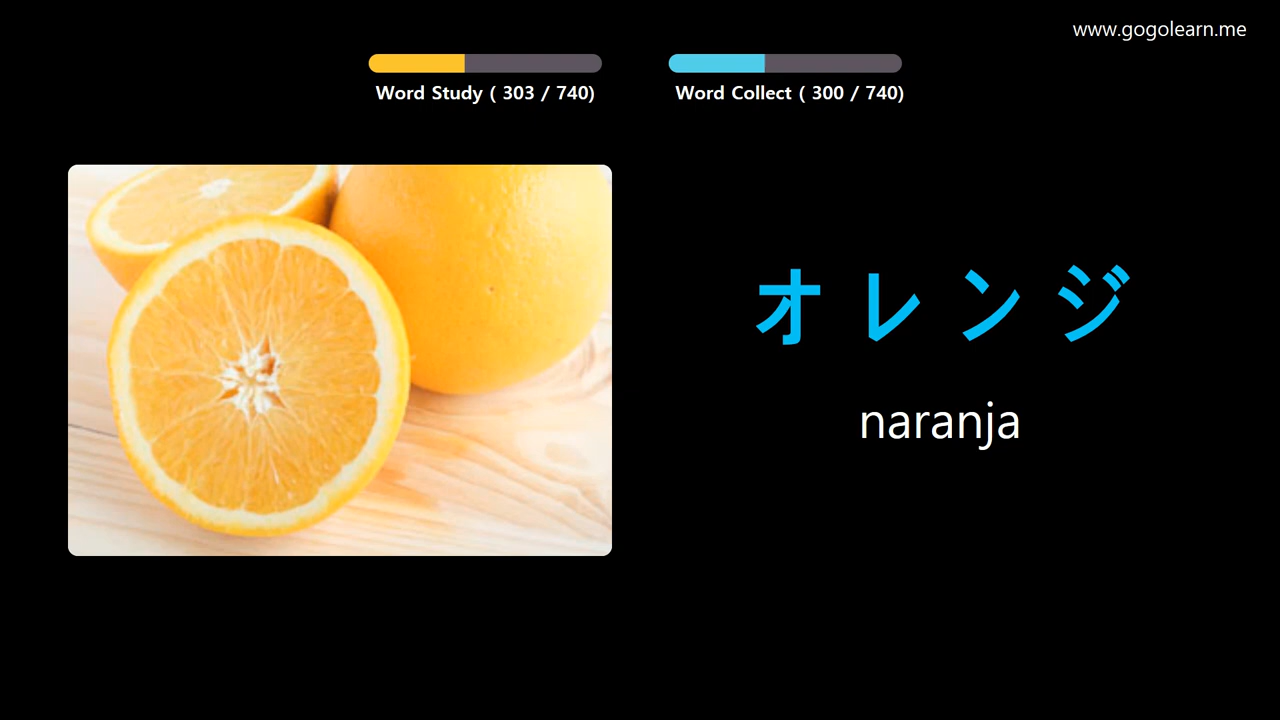 www.gogolearn.me
Word Study ( 303 / 740)
Word Collect ( 300 / 740)
オレンジ
naranja